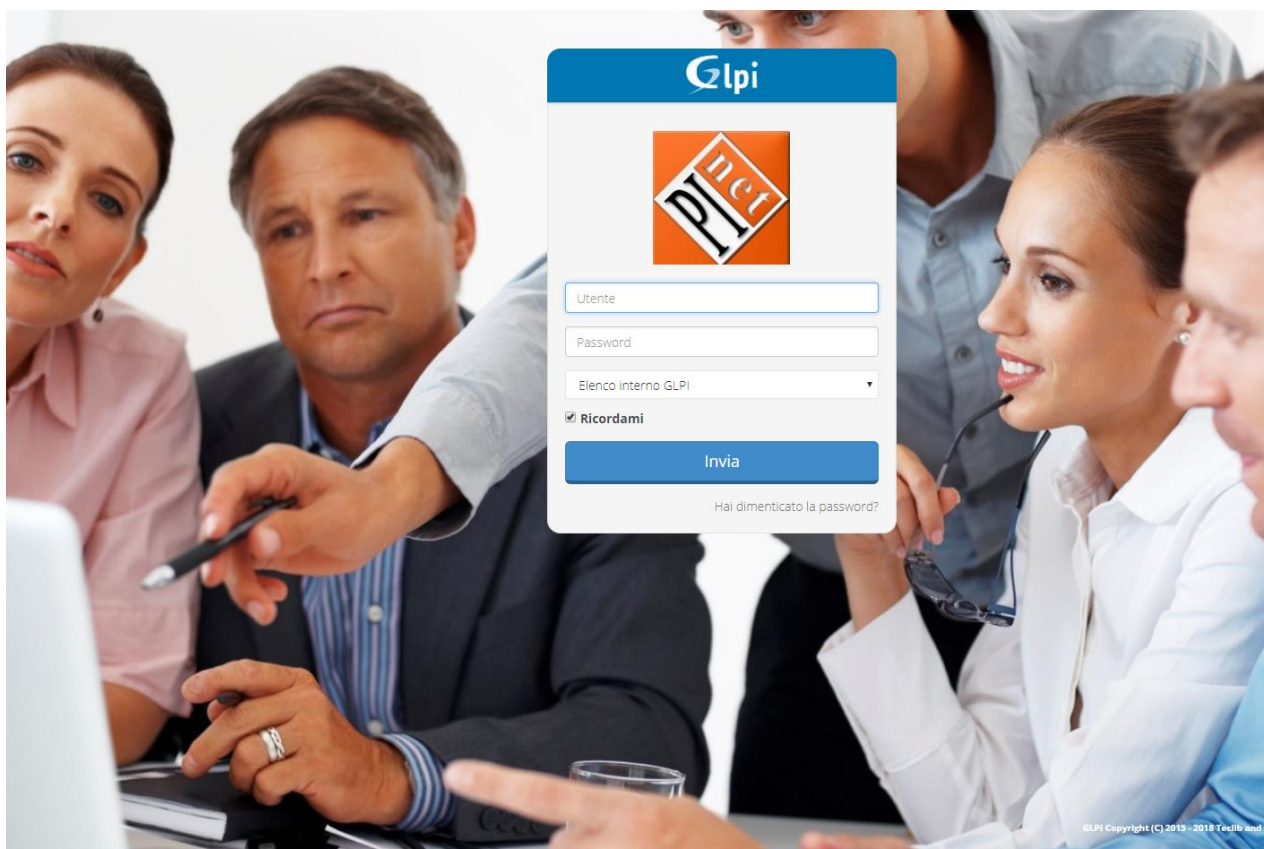 Glpi
PI net
Utente
Password
Elenco interno GLPI
Ricordami
Invia
Hai dimenticato la password?
GLPI Copyright (C) 2015 - 2018 Teclib and